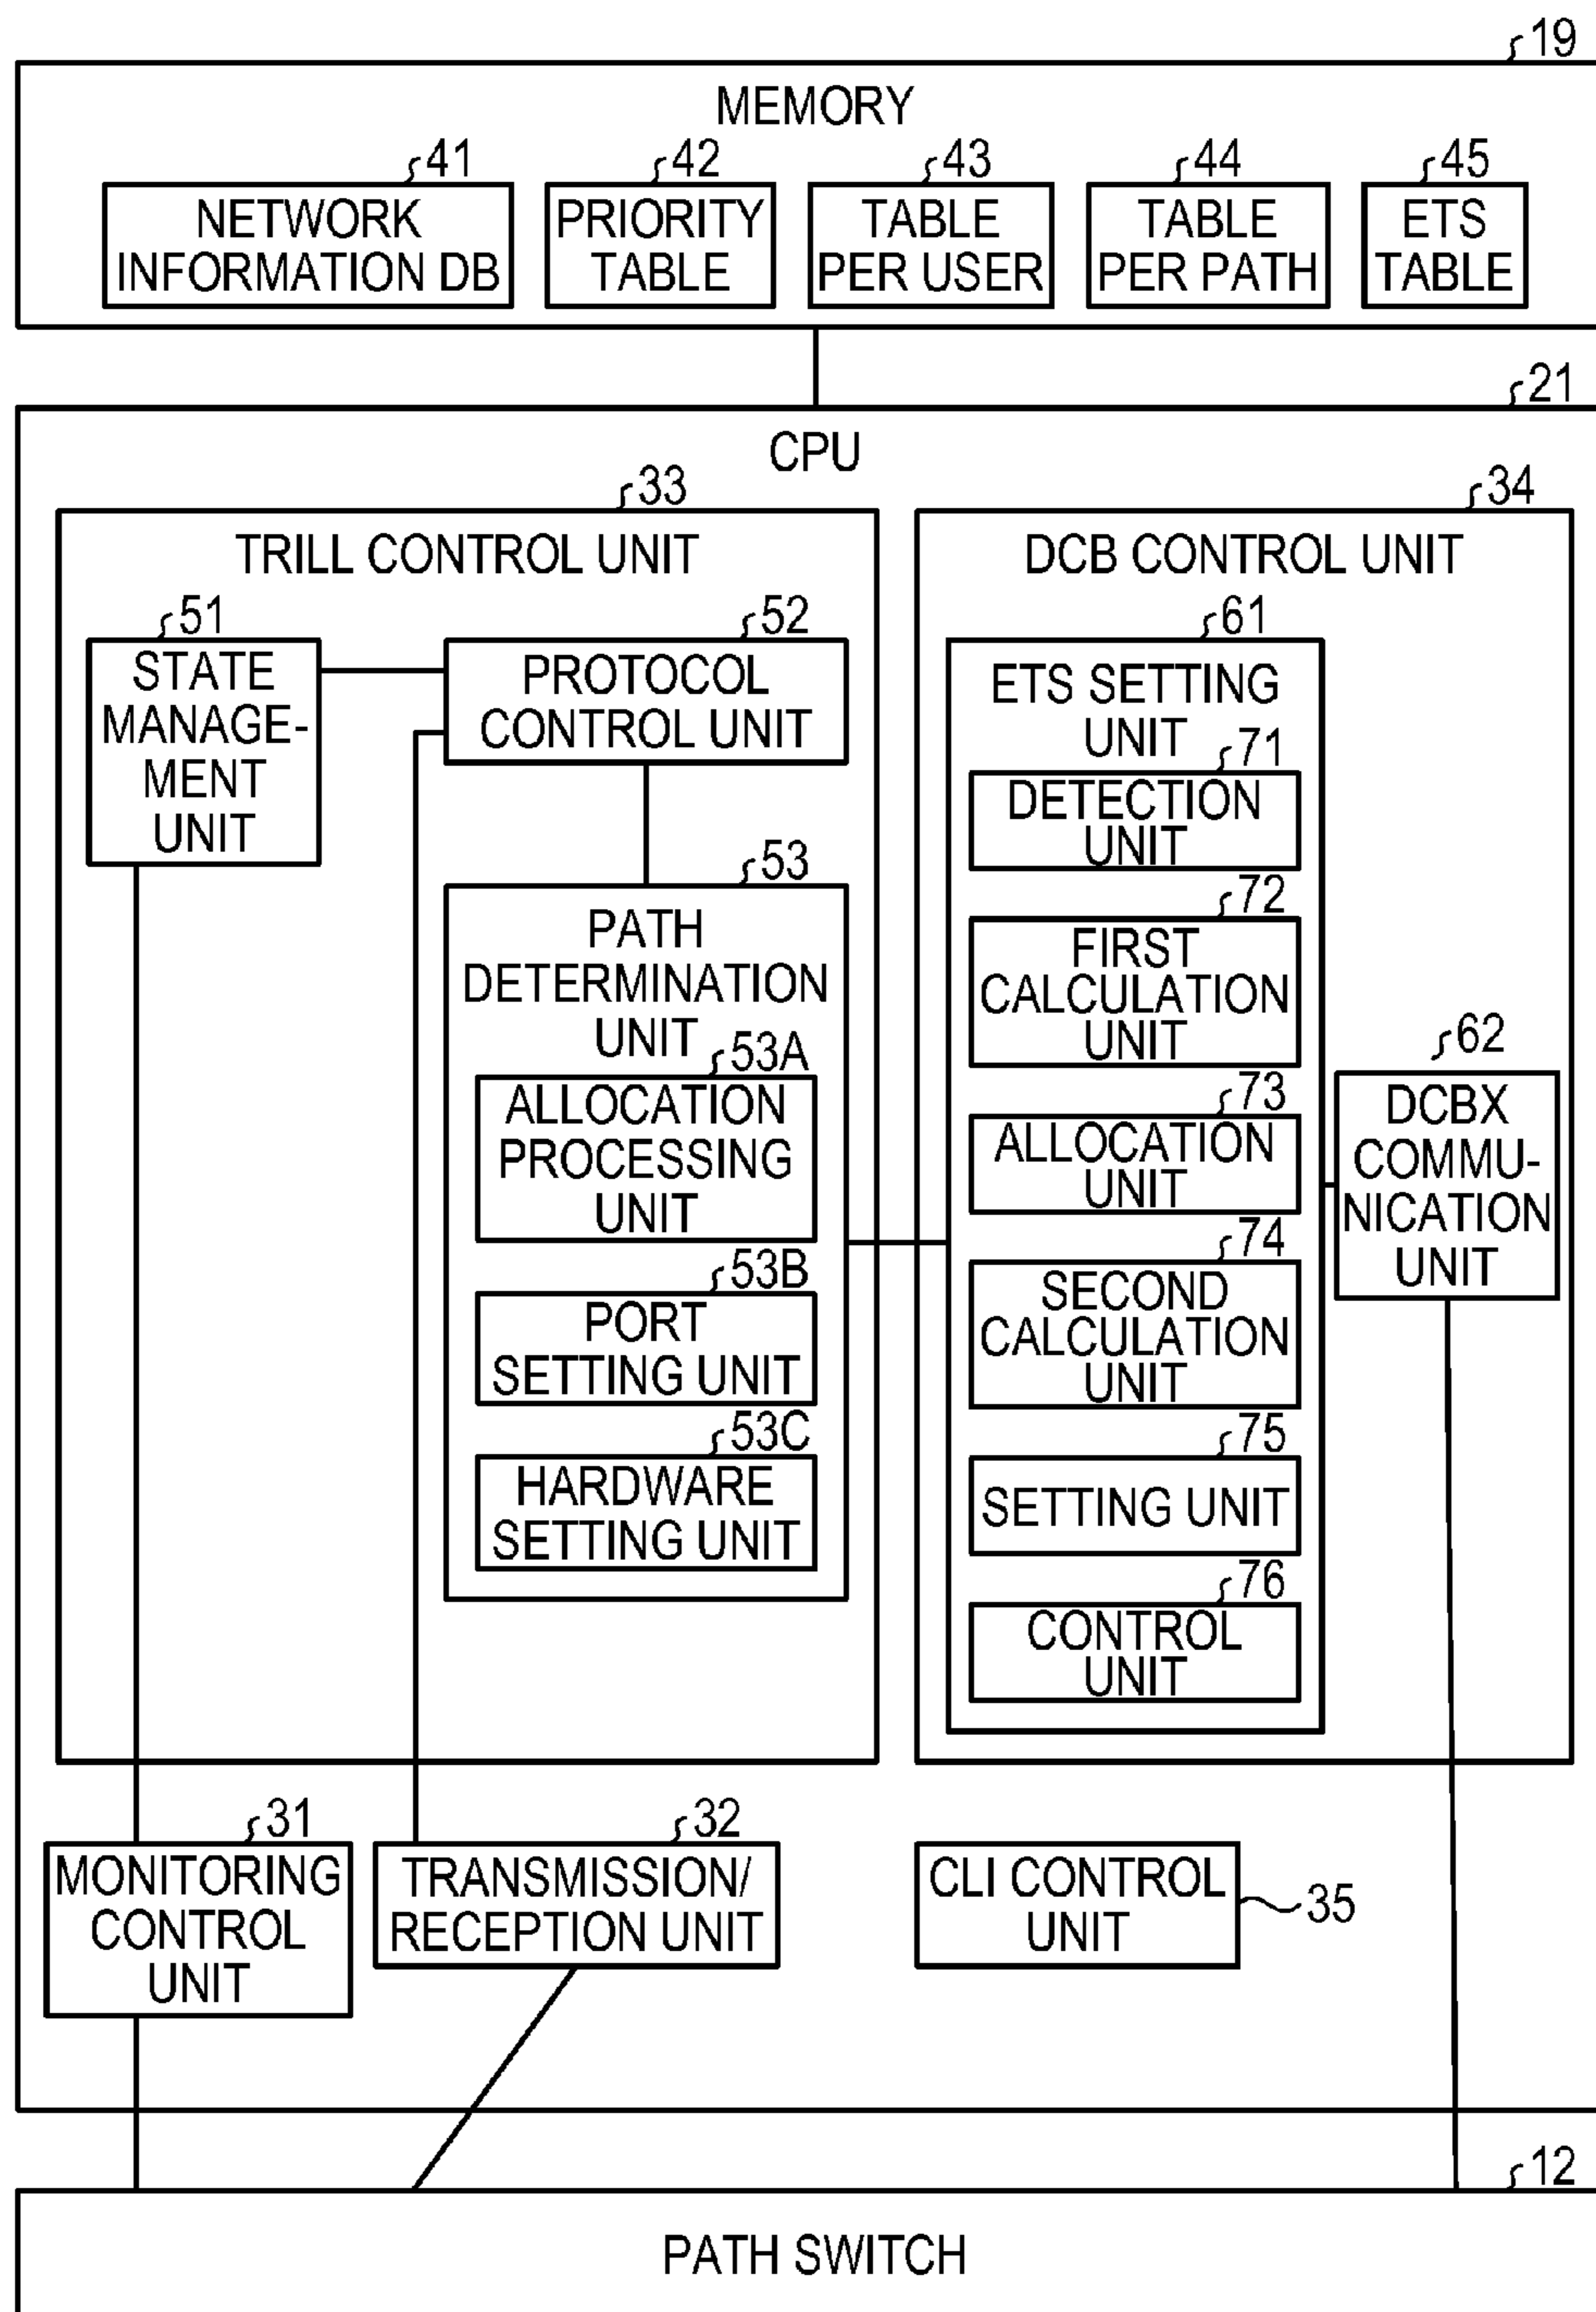 19
MEMORY
41
NETWORK
INFORMATION DB
42
PRIORITY
TABLE
43
TABLE
PER USER
44
TABLE
PER PATH
45
ETS
TABLE
21
CPU
33
TRILL CONTROL UNIT
51
STATE
MANAGE-
MENT
UNIT
52
PROTOCOL
CONTROL UNIT
53
PATH
DETERMINATION
UNIT
53A
ALLOCATION
PROCESSING
UNIT
53B
PORT
SETTING UNIT
53C
HARDWARE
SETTING UNIT
34
DCB CONTROL UNIT
61
ETS SETTING
UNIT
71
DETECTION
UNIT
72
FIRST
CALCULATION
UNIT
73
ALLOCATION
UNIT
74
SECOND
CALCULATION
UNIT
75
SETTING UNIT
76
CONTROL
UNIT
62
DCBX
COMMU-
NICATION
UNIT
31
MONITORING
CONTROL
UNIT
32
TRANSMISSION/
RECEPTION UNIT
CLI CONTROL
UNIT
35
12
PATH SWITCH